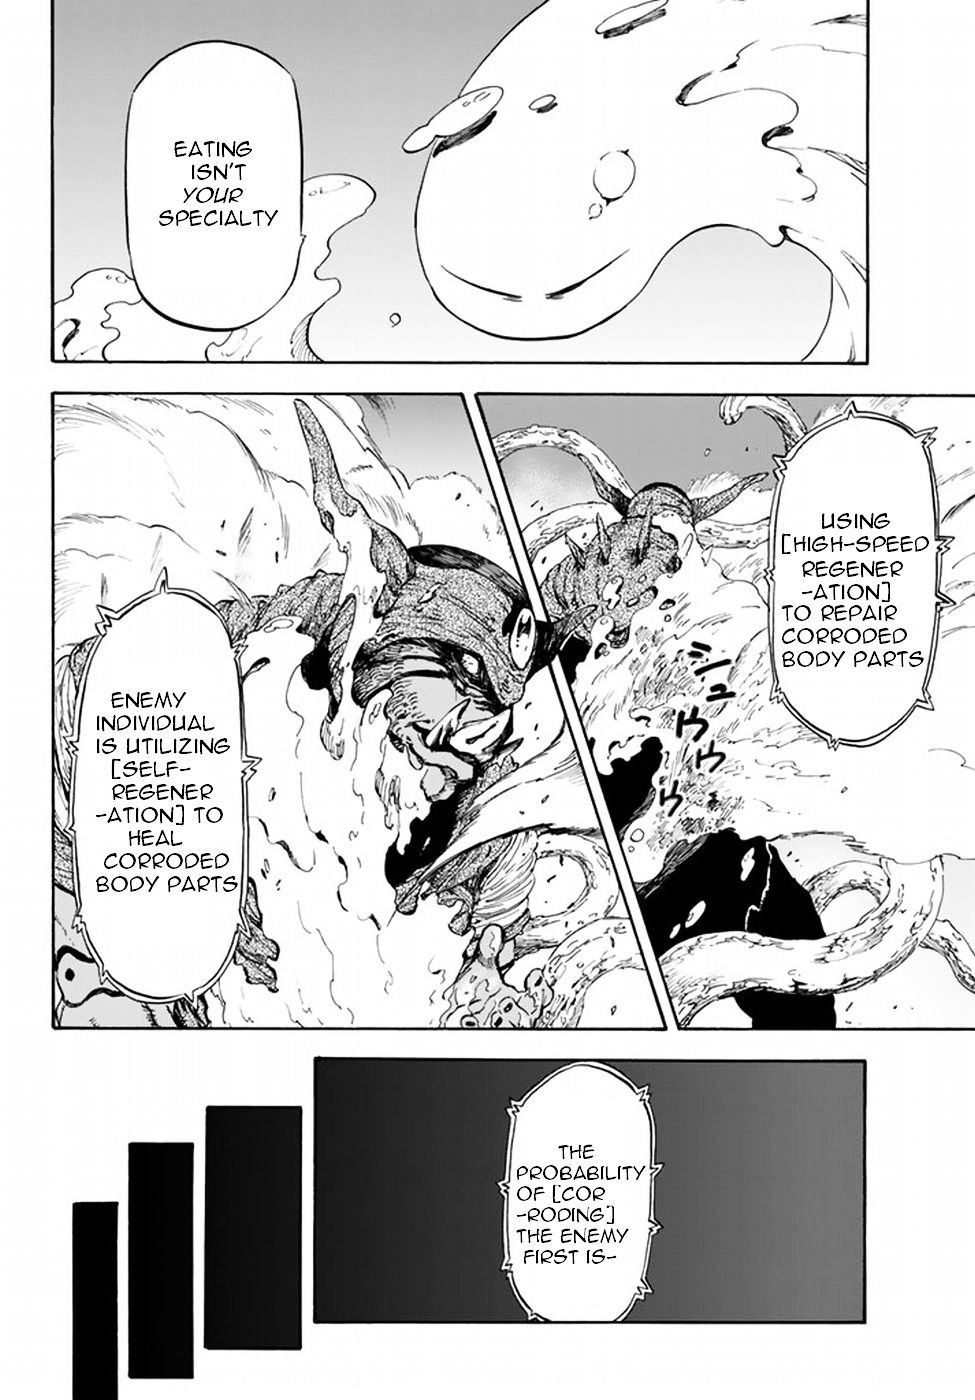 EATING
ISN'T
YOUR
SPECIALTY
USING
[HIGH-SPEED
REGENER
-ATION]
TO REPAIR
CORRODED
BODY PARTS
ジュウウウ
ENEMY
INDIVIDUAL
IS UTILIZING
[SELF-
REGENER
-ATION] TO
HEAL
CORRODED
BODY PARTS
THE
PROBABILITY
OF [COR
-RODING]
THE ENEMY
FIRST IS-